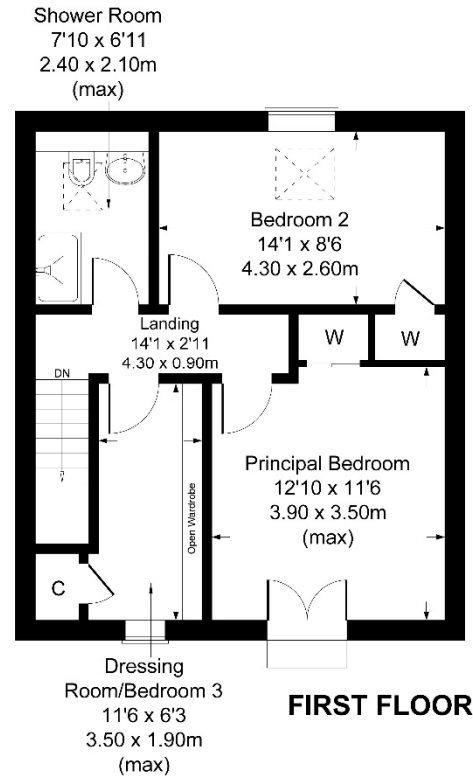 Shower Room
7'10 x 6'11
2.40 x 2.10m
(max)
Bedroom 2
14'1 x 8'6
4.30 x 2.60m
Landing
14'1 x 2'11
4.30 x 0.90m
W
W
DN
Principal Bedroom
12'10 x 11'6
3.90 x 3.50m
(max)
Open Wardrobe
C
Dressing
Room/Bedroom 3
11'6 x 6'3
3.50 x 1.90m
(max)
FIRST FLOOR